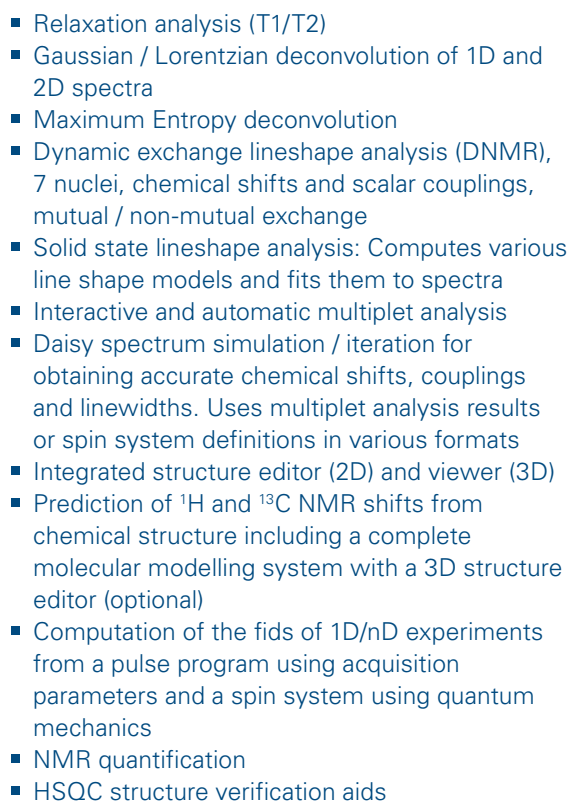 ▪ Relaxation analysis (T1/T2)
▪ Gaussian / Lorentzian deconvolution of 1D and
2D spectra
▪ Maximum Entropy deconvolution
▪ Dynamic exchange lineshape analysis (DNMR),
7 nuclei, chemical shifts and scalar couplings,
mutual / non-mutual exchange
▪ Solid state lineshape analysis: Computes various
line shape models and fits them to spectra
▪ Interactive and automatic multiplet analysis
▪ Daisy spectrum simulation / iteration for
obtaining accurate chemical shifts, couplings
and linewidths. Uses multiplet analysis results
or spin system definitions in various formats
▪ Integrated structure editor (2D) and viewer (3D)
▪ Prediction of ¹H and ¹³C NMR shifts from
chemical structure including a complete
molecular modelling system with a 3D structure
editor (optional)
▪ Computation of the fids of 1D/nD experiments
from a pulse program using acquisition
parameters and a spin system using quantum
mechanics
▪ NMR quantification
▪ HSQC structure verification aids